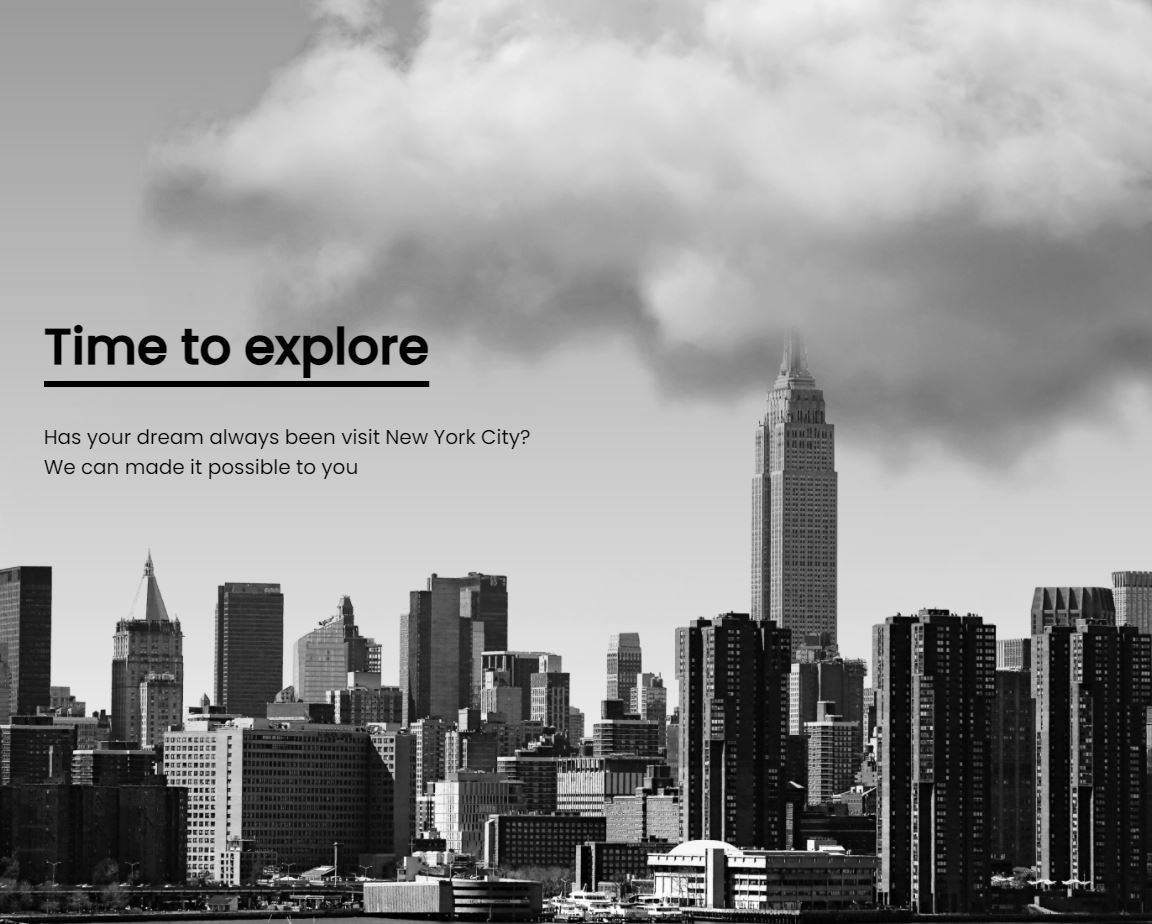 Time to explore
Has your dream always been visit New York City?
We can made it possible to you